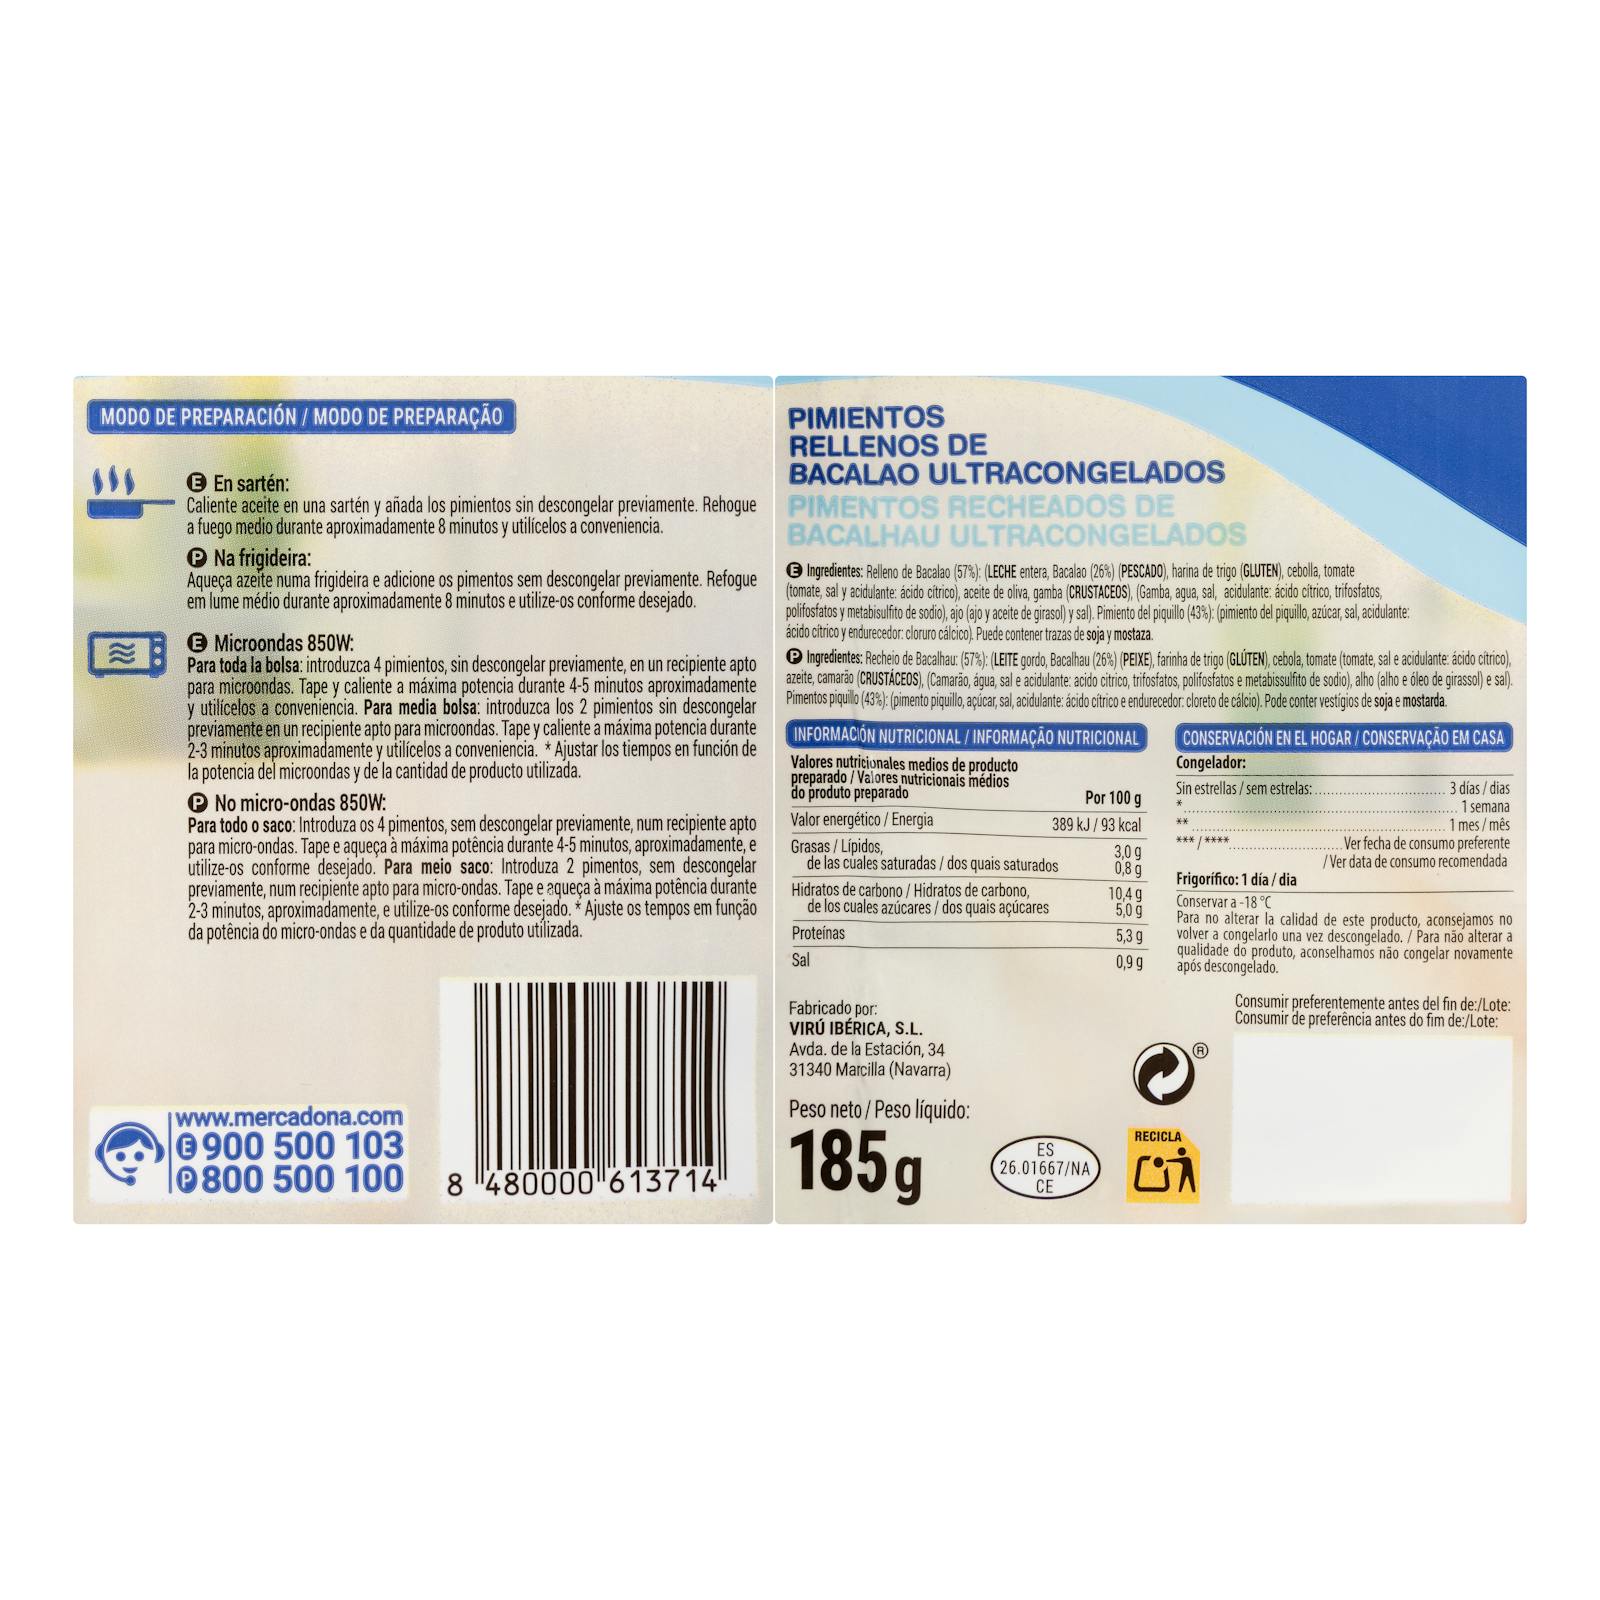 MODO DE PREPARACIÓN / MODO DE PREPARAÇÃO
E En sartén:
Caliente aceite en una sartén y añada los pimientos sin descongelar previamente. Rehogue
a fuego medio durante aproximadamente 8 minutos y utilícelos a conveniencia.
P Na frigideira:
Aqueça azeite numa frigideira e adicione os pimentos sem descongelar previamente. Refogue
em lume médio durante aproximadamente 8 minutos e utilize-os conforme desejado.
E Microondas 850W:
Para toda la bolsa: introduzca 4 pimientos, sin descongelar previamente, en un recipiente apto
para microondas. Tape y caliente a máxima potencia durante 4-5 minutos aproximadamente
y utilícelos a conveniencia. Para media bolsa: introduzca los 2 pimientos sin descongelar
previamente en un recipiente apto para microondas. Tape y caliente a máxima potencia durante
2-3 minutos aproximadamente y utilícelos a conveniencia. * Ajustar los tiempos en función de
la potencia del microondas y de la cantidad de producto utilizada.
P No micro-ondas 850W:
Para todo o saco: Introduza os 4 pimentos, sem descongelar previamente, num recipiente apto
para micro-ondas. Tape e aqueça à máxima potência durante 4-5 minutos, aproximadamente, e
utilize-os conforme desejado. Para meio saco: Introduza 2 pimentos, sem descongelar
previamente, num recipiente apto para micro-ondas. Tape e aqueça à máxima potência durante
2-3 minutos, aproximadamente, e utilize-os conforme desejado. * Ajuste os tempos em função
da potência do micro-ondas e da quantidade de produto utilizada.
www.mercadona.com
E 900 500 103
P 800 500 100
8 480000 613714
PIMIENTOS
RELLENOS DE
BACALAO ULTRACONGELADOS
PIMENTOS RECHEADOS DE
BACALHAU ULTRACONGELADOS
E Ingredientes: Relleno de Bacalao (57%): (LECHE entera, Bacalao (26%) (PESCADO), harina de trigo (GLUTEN), cebolla, tomate
(tomate, sal y acidulante: ácido cítrico), aceite de oliva, gamba (CRUSTACEOS), (Gamba, agua, sal, acidulante: ácido cítrico, trifosfatos,
polifosfatos y metabisulfito de sodio), ajo (ajo y aceite de girasol) y sal). Pimiento del piquillo (43%): (pimiento del piquillo, azúcar, sal, acidulante:
ácido cítrico y endurecedor: cloruro cálcico). Puede contener trazas de soja y mostaza.
P Ingredientes: Recheio de Bacalhau: (57%): (LEITE gordo, Bacalhau (26%) (PEIXE), farinha de trigo (GLÚTEN), cebola, tomate (tomate, sal e acidulante: ácido cítrico),
azeite, camarão (CRUSTÁCEOS), (Camarão, água, sal e acidulante: acido citrico, trifosfatos, polifosfatos e metabissulfito de sodio), alho (alho e óleo de girassol) e sal).
Pimentos piquillo (43%): (pimento piquillo, açúcar, sal, acidulante: ácido cítrico e endurecedor: cloreto de cálcio). Pode conter vestígios de soja e mostarda.
INFORMACIÓN NUTRICIONAL / INFORMAÇÃO NUTRICIONAL
Valores nutricionales medios de producto
preparado / Valores nutricionais médios
do produto preparado Por 100 g
Valor energético / Energia 389 kJ / 93 kcal
Grasas / Lípidos, 3,0 g
de las cuales saturadas / dos quais saturados 0,8 g
Hidratos de carbono / Hidratos de carbono, 10,4 g
de los cuales azúcares / dos quais açúcares 5,0 g
Proteínas 5,3 g
Sal 0,9 g
CONSERVACIÓN EN EL HOGAR / CONSERVAÇÃO EM CASA
Congelador:
Sin estrellas / sem estrelas: 3 días / dias
* 1 semana
** 1 mes / mês
*** / **** Ver fecha de consumo preferente
/ Ver data de consumo recomendada
Frigorífico: 1 día / dia
Conservar a -18 °C
Para no alterar la calidad de este producto, aconsejamos no
volver a congelarlo una vez descongelado. / Para não alterar a
qualidade do produto, aconselhamos não congelar novamente
após descongelado.
Consumir preferentemente antes del fin de:/Lote:
Consumir de preferência antes do fim de:/Lote:
Fabricado por:
VIRÚ IBÉRICA, S.L.
Avda. de la Estación, 34
31340 Marcilla (Navarra)
Peso neto / Peso líquido:
185 g
ES
26.01667/NA
CE
®
RECICLA